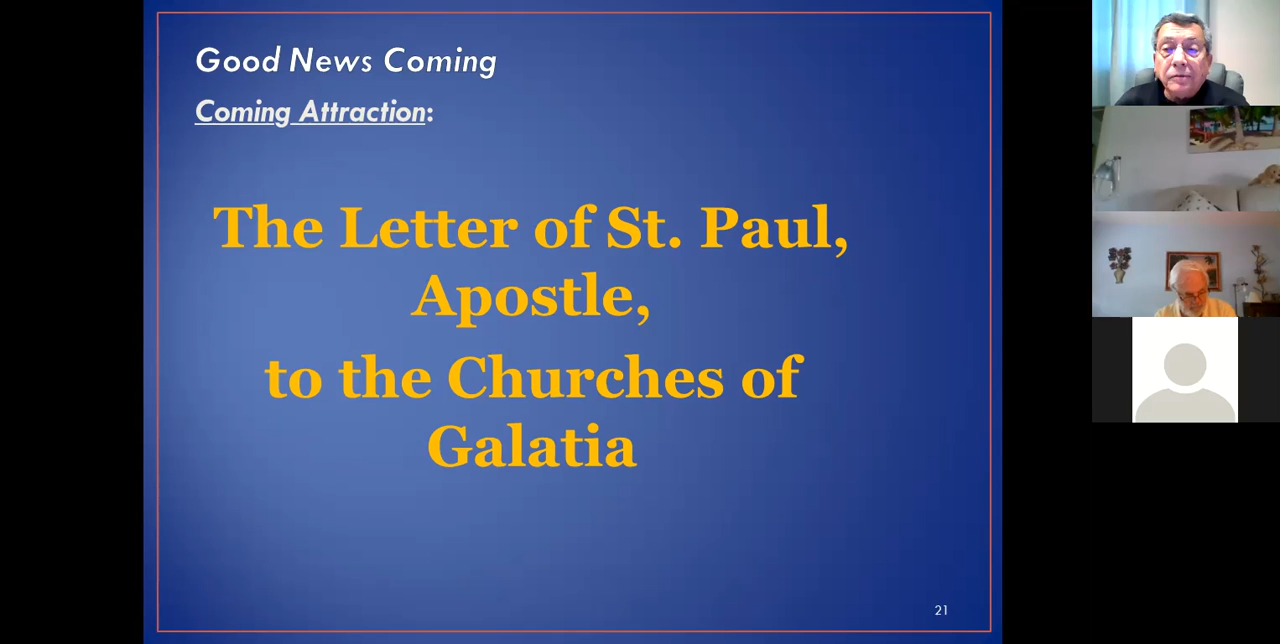 Good News Coming
Coming Attraction:
The Letter of St. Paul,
Apostle,
to the Churches of
Galatia
21